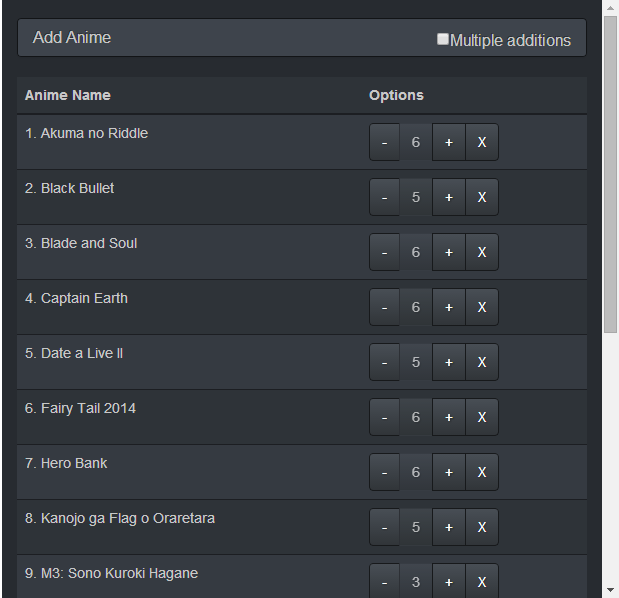 Add Anime Multiple additions
Anime Name Options
1. Akuma no Riddle - 6 + X
2. Black Bullet - 5 + X
3. Blade and Soul - 6 + X
4. Captain Earth - 6 + X
5. Date a Live II - 5 + X
6. Fairy Tail 2014 - 6 + X
7. Hero Bank - 6 + X
8. Kanojo ga Flag o Oraretara - 5 + X
9. M3: Sono Kuroki Hagane - 3 + X